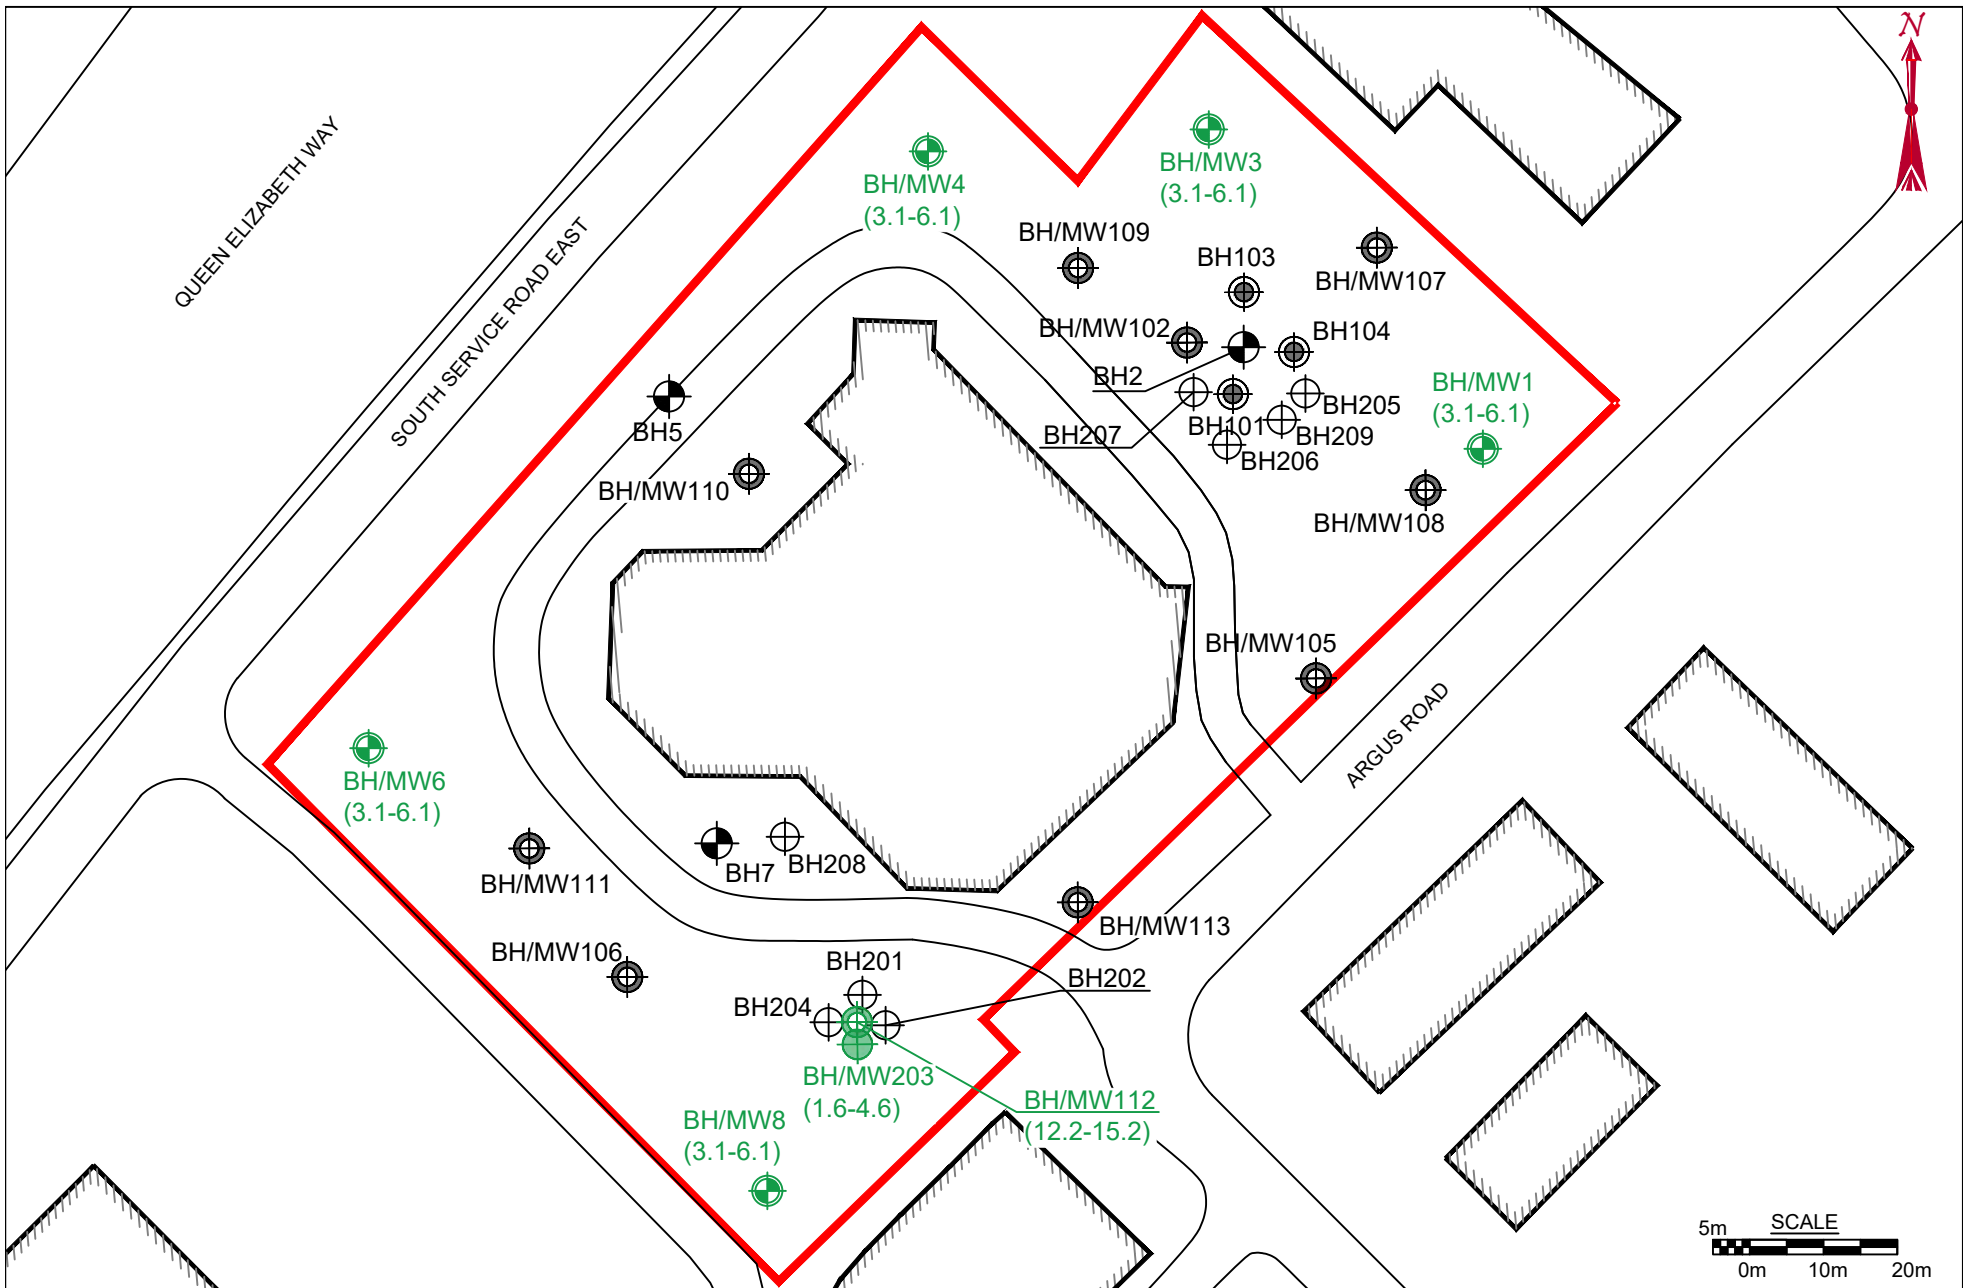 N
QUEEN ELIZABETH WAY
SOUTH SERVICE ROAD EAST
BH/MW4
(3.1-6.1)
BH/MW3
(3.1-6.1)
BH/MW109
BH103
BH/MW107
BH/MW102
BH104
BH2
BH/MW1
(3.1-6.1)
BH205
BH5
BH101
BH207
BH209
BH206
BH/MW110
BH/MW108
BH/MW105
ARGUS ROAD
BH/MW6
(3.1-6.1)
BH/MW111
BH7
BH208
BH/MW113
BH/MW106
BH201
BH202
BH204
BH/MW203
(1.6-4.6)
BH/MW112
(12.2-15.2)
BH/MW8
(3.1-6.1)
5m
SCALE
0m
10m
20m